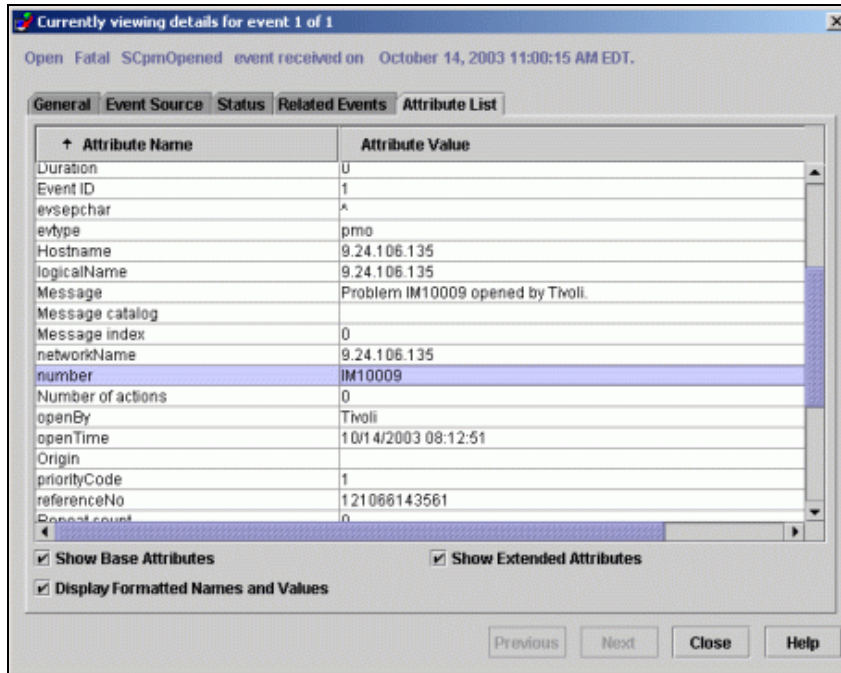 Currently viewing details for event 1 of 1
Open Fatal SCpmOpened event received on October 14, 2003 11:00:15 AM EDT.
General Event Source Status Related Events Attribute List
Attribute Name Attribute Value
Duration 0
Event ID 1
evsepchar ^
evtype pmo
Hostname 9.24.106.135
logicalName 9.24.106.135
Message Problem IM10009 opened by Tivoli.
Message catalog
Message index 0
networkName 9.24.106.135
number IM10009
Number of actions 0
openBy Tivoli
openTime 10/14/2003 08:12:51
Origin
priorityCode 1
referenceNo 121066143561
Repeat count 0
Show Base Attributes Show Extended Attributes
Display Formatted Names and Values
Previous Next Close Help